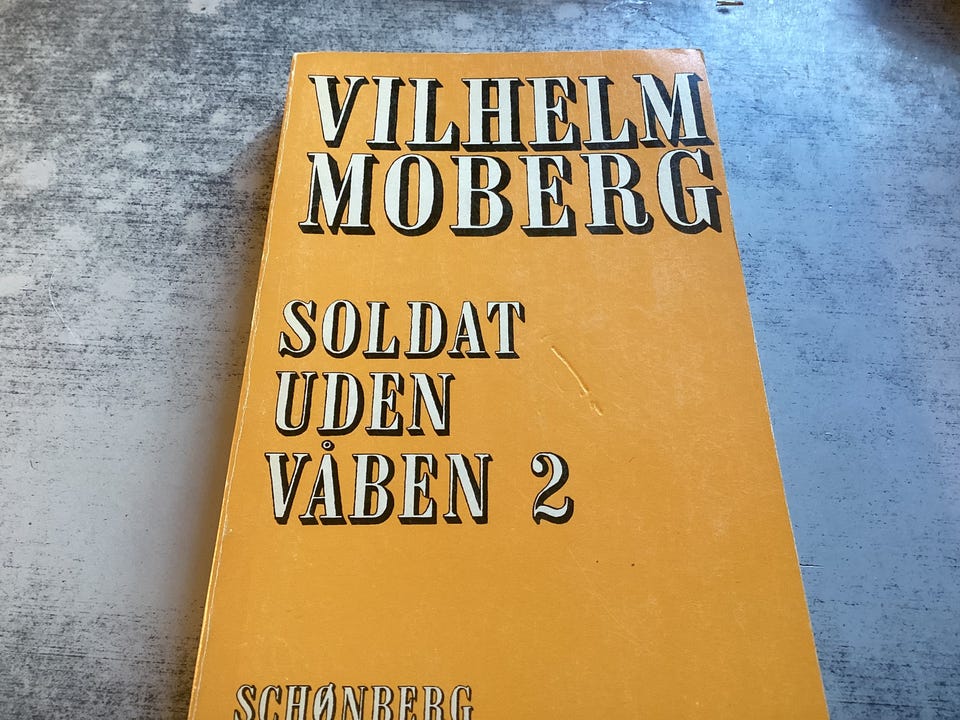 VILHELM
MOBERG
SOLDAT
UDEN
VÅBEN 2
SCHØNBERG